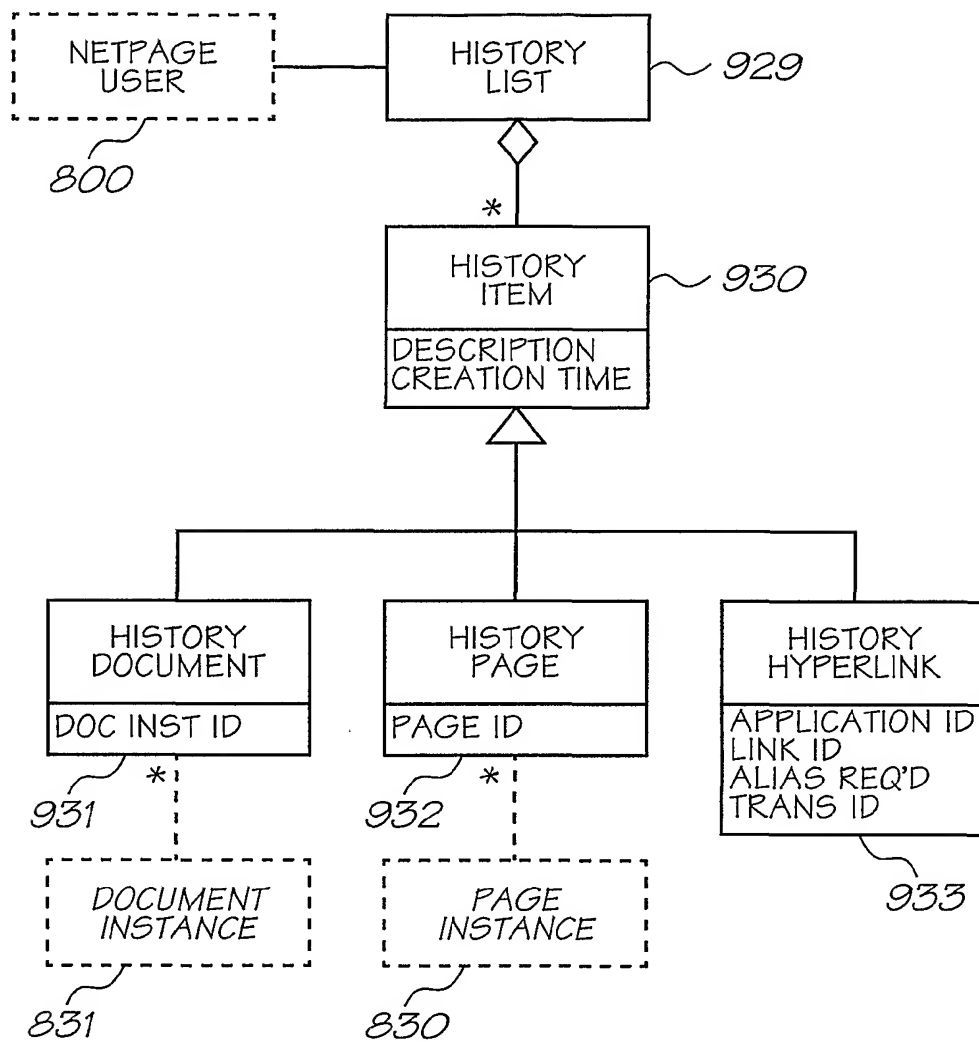 NETPAGE
USER
800
HISTORY
LIST
929
*
HISTORY
ITEM
930
DESCRIPTION
CREATION TIME
HISTORY
DOCUMENT
DOC INST ID
931
*
HISTORY
PAGE
PAGE ID
932
*
HISTORY
HYPERLINK
APPLICATION ID
LINK ID
ALIAS REQ'D
TRANS ID
933
DOCUMENT
INSTANCE
831
PAGE
INSTANCE
830